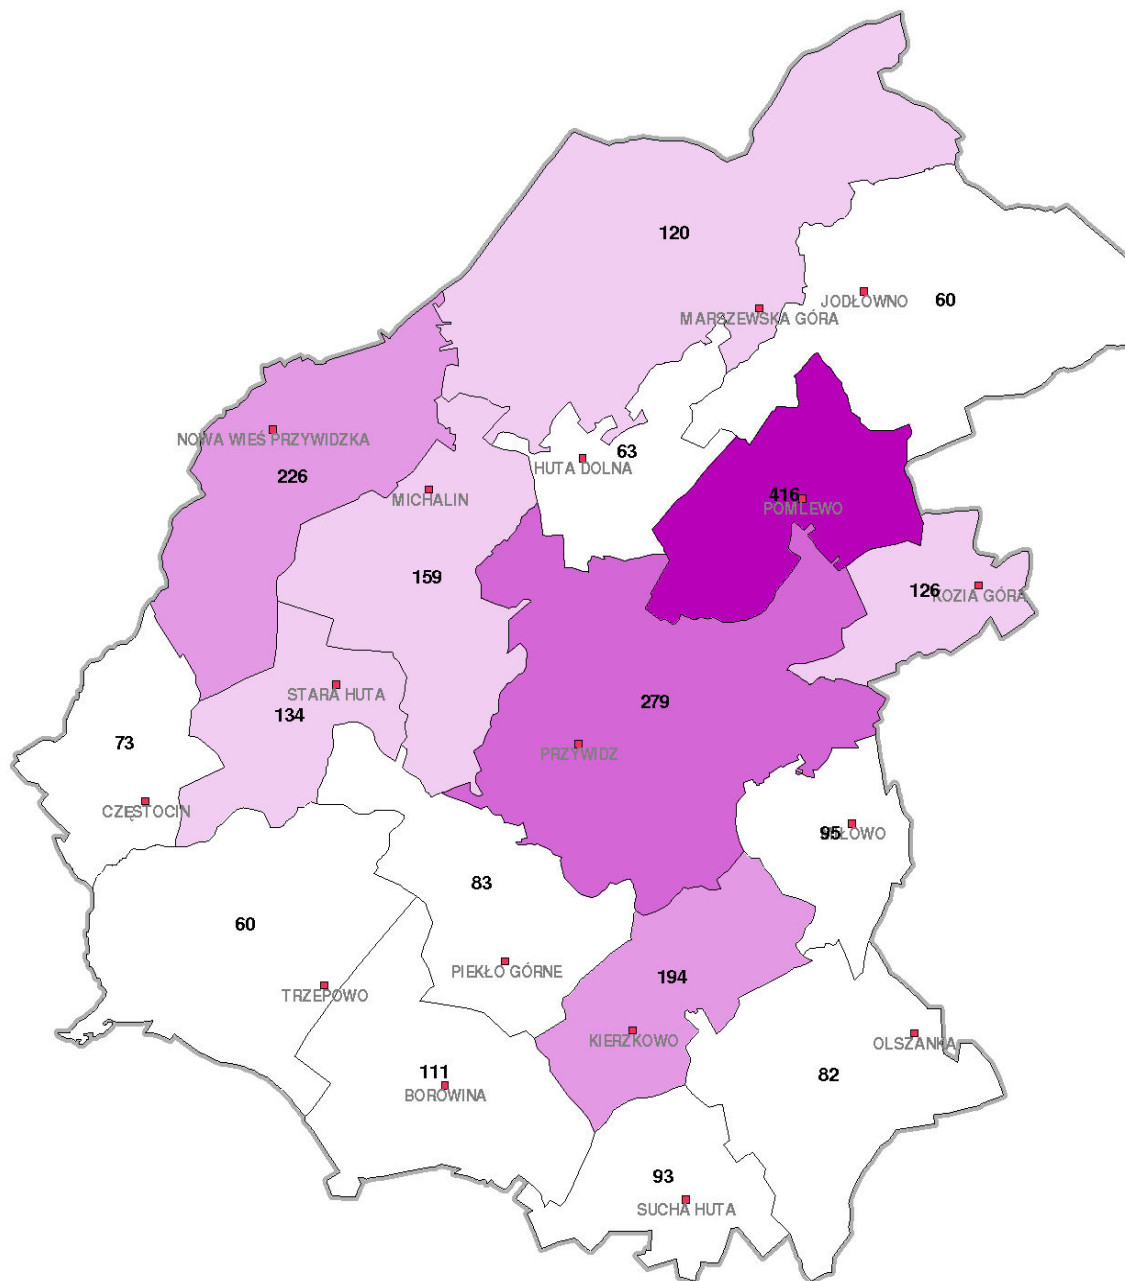 120
MARSZEWSKA GÓRA
JODŁOWNO
60
NOWA WIEŚ PRZYWIDZKA
226
MICHALIN
HUTA DOLNA
63
416
POMLEWO
159
126
KOZIA GÓRA
STARA HUTA
134
279
PRZYWIDZ
73
CZĘSTOCIN
95
83
60
PIEKŁO GÓRNE
TRZEPOWO
194
KIERZKOWO
OLSZANKA
82
111
BOROWINA
93
SUCHA HUTA